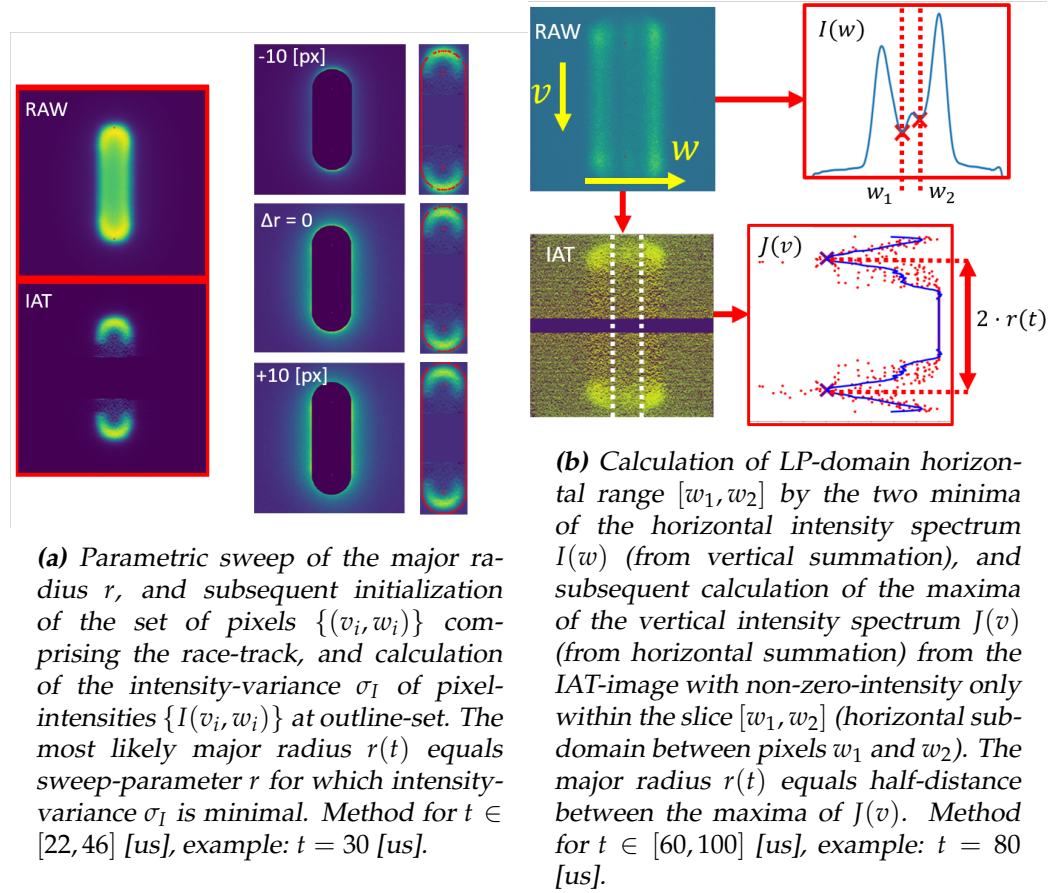 RAW
IAT
-10 [px]
Δr = 0
+10 [px]
(a) Parametric sweep of the major ra-
dius r, and subsequent initialization
of the set of pixels {(vᵢ, wᵢ)} com-
prising the race-track, and calculation
of the intensity-variance σ_I of pixel-
intensities {I(vᵢ, wᵢ)} at outline-set. The
most likely major radius r(t) equals
sweep-parameter r for which intensity-
variance σ_I is minimal. Method for t ∈
[22, 46] [us], example: t = 30 [us].
RAW
v
w
I(w)
w₁
w₂
IAT
J(v)
2 · r(t)
(b) Calculation of LP-domain horizon-
tal range [w₁, w₂] by the two minima
of the horizontal intensity spectrum
I(w) (from vertical summation), and
subsequent calculation of the maxima
of the vertical intensity spectrum J(v)
(from horizontal summation) from the
IAT-image with non-zero-intensity only
within the slice [w₁, w₂] (horizontal sub-
domain between pixels w₁ and w₂). The
major radius r(t) equals half-distance
between the maxima of J(v). Method
for t ∈ [60, 100] [us], example: t = 80
[us].